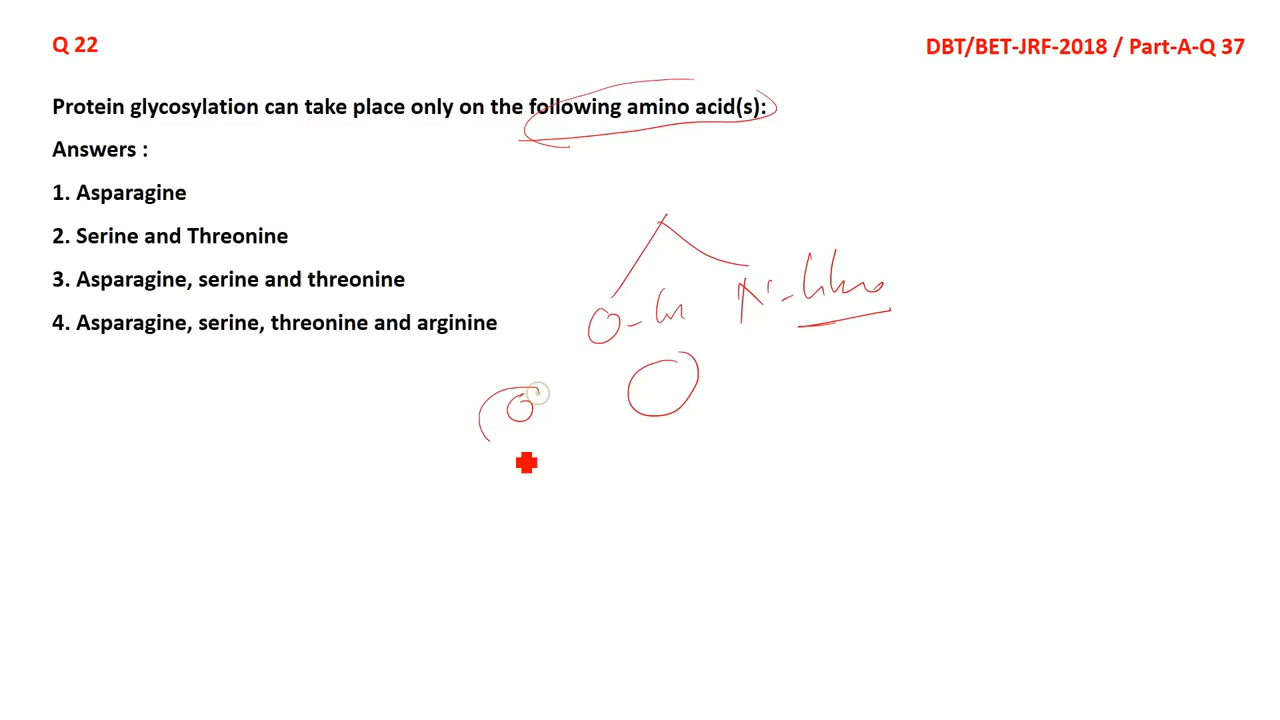 Q 22
DBT/BET-JRF-2018 / Part-A-Q 37
Protein glycosylation can take place only on the following amino acid(s):
Answers :
1. Asparagine
2. Serine and Threonine
3. Asparagine, serine and threonine
4. Asparagine, serine, threonine and arginine